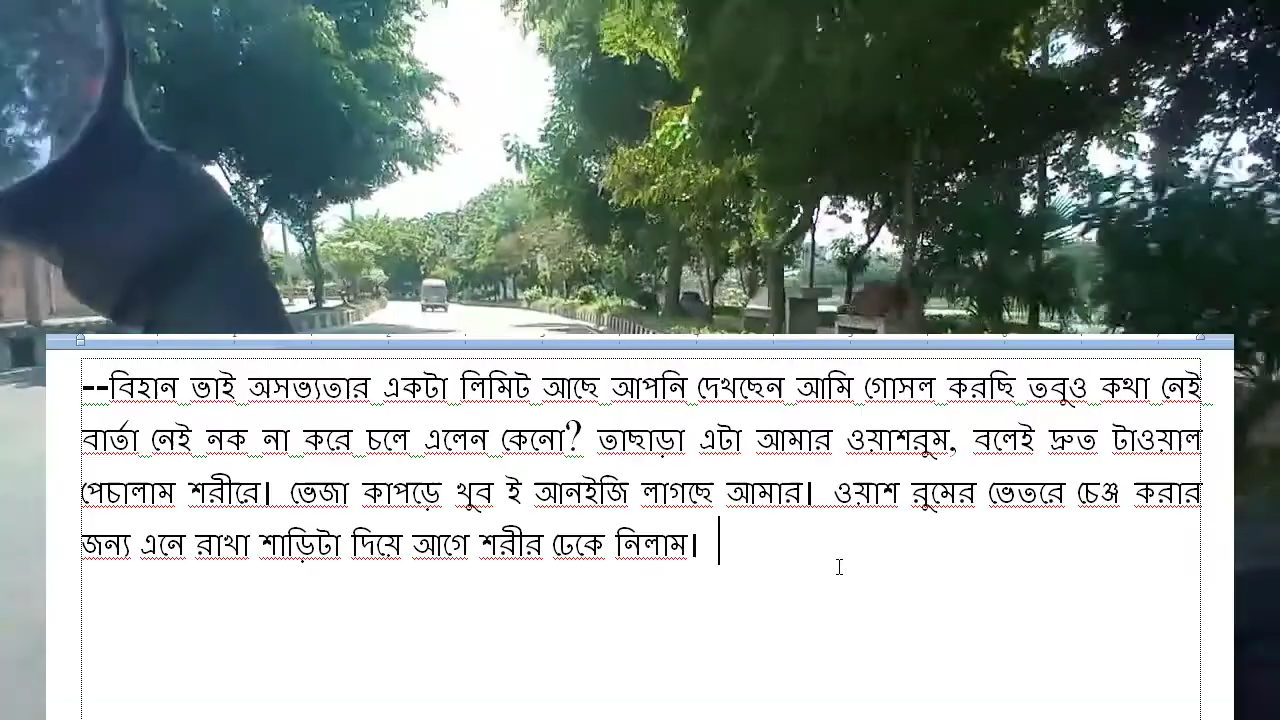 --বিহান ভাই অসভ্যতার একটা লিমিট আছে আপনি দেখছেন আমি গোসল করছি তবুও কথা নেই
বার্তা নেই নক না করে চলে এলেন কেনো? তাছাড়া এটা আমার ওয়াশরুম, বলেই দ্রুত টাওয়াল
পেচালাম শরীরে। ভেজা কাপড়ে খুব ই আনইজি লাগছে আমার। ওয়াশ রুমের ভেতরে চেঞ্জ করার
জন্য এনে রাখা শাড়িটা দিয়ে আগে শরীর ঢেকে নিলাম।